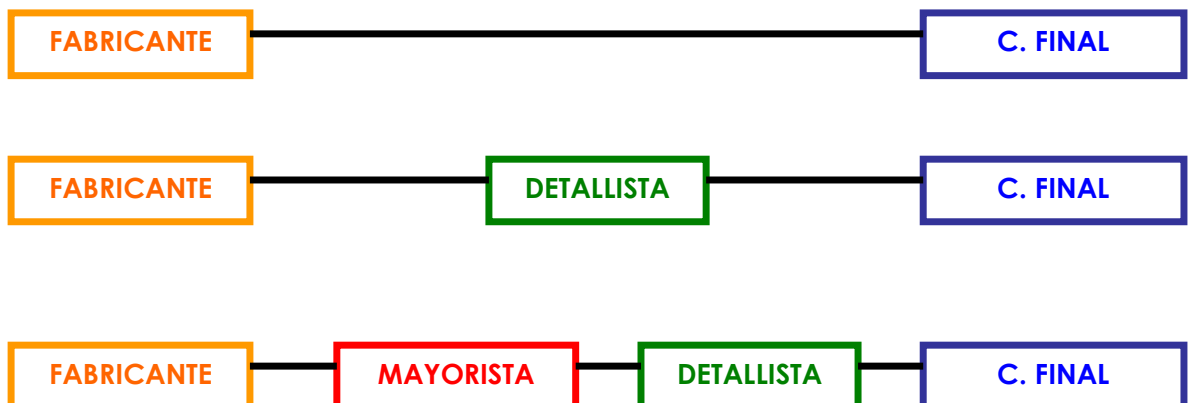 FABRICANTE C. FINAL
FABRICANTE DETALLISTA C. FINAL
FABRICANTE MAYORISTA DETALLISTA C. FINAL